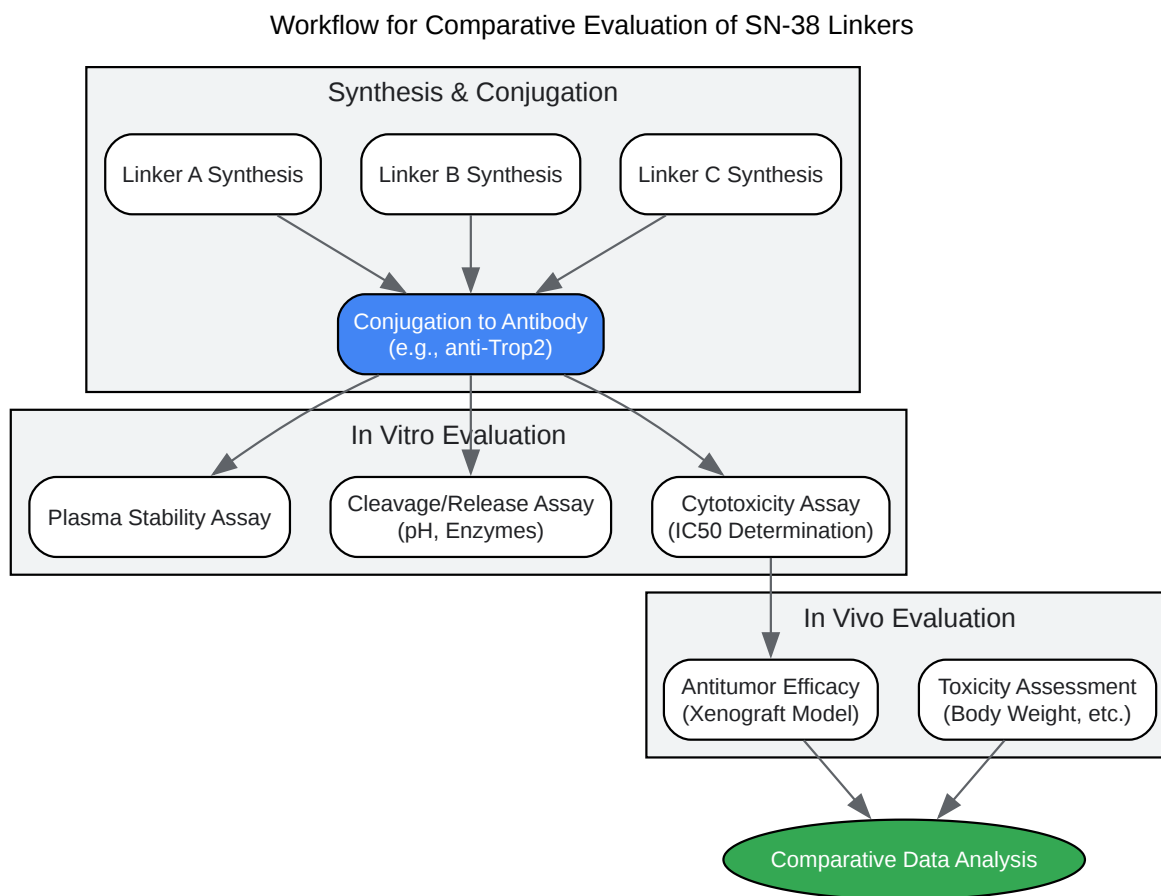 Workflow for Comparative Evaluation of SN-38 Linkers
Synthesis & Conjugation
Linker A Synthesis
Linker B Synthesis
Linker C Synthesis
Conjugation to Antibody
(e.g., anti-Trop2)
In Vitro Evaluation
Plasma Stability Assay
Cleavage/Release Assay
(pH, Enzymes)
Cytotoxicity Assay
(IC50 Determination)
In Vivo Evaluation
Antitumor Efficacy
(Xenograft Model)
Toxicity Assessment
(Body Weight, etc.)
Comparative Data Analysis